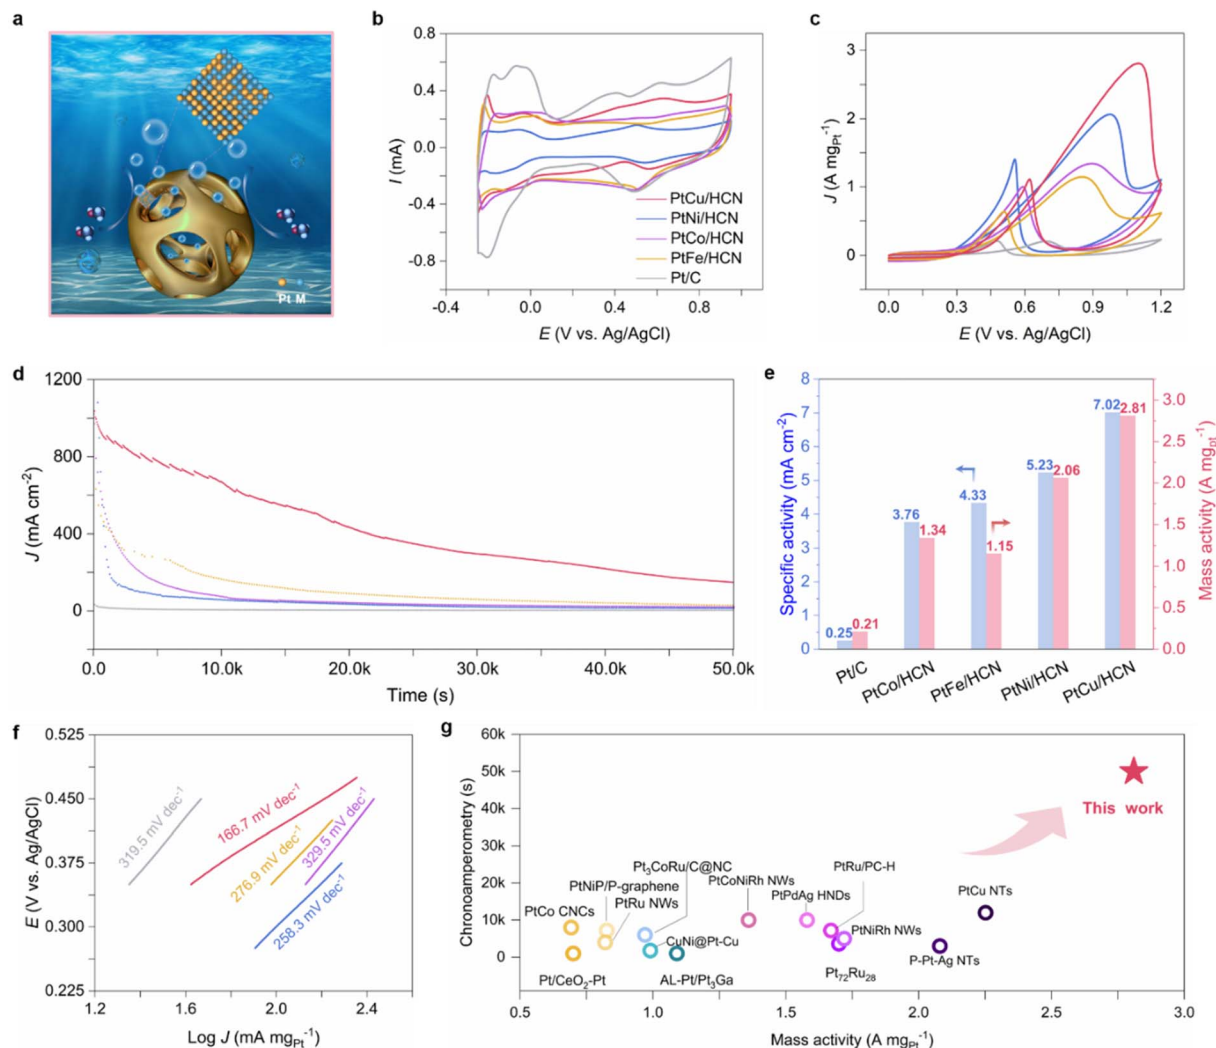 a
Pt M
b
I (mA)
0.8
0.4
0.0
-0.4
-0.8
PtCu/HCN
PtNi/HCN
PtCo/HCN
PtFe/HCN
Pt/C
-0.4 0.0 0.4 0.8
E (V vs. Ag/AgCl)
c
J (A mgPt⁻¹)
3
2
1
0
0.0 0.3 0.6 0.9 1.2
E (V vs. Ag/AgCl)
d
J (mA cm⁻²)
1200
800
400
0
0.0k 10.0k 20.0k 30.0k 40.0k 50.0k
Time (s)
e
Specific activity (mA cm⁻²)
8
7
6
5
4
3
2
1
0
0.25 0.21
3.76 1.34
4.33 1.15
5.23 2.06
7.02 2.81
3.0
2.5
2.0
1.5
1.0
0.5
0.0
Mass activity (A mgpt⁻¹)
Pt/C PtCo/HCN PtFe/HCN PtNi/HCN PtCu/HCN
f
E (V vs. Ag/AgCl)
0.525
0.450
0.375
0.300
0.225
319.5 mV dec⁻¹
166.7 mV dec⁻¹
276.9 mV dec⁻¹
329.5 mV dec⁻¹
258.3 mV dec⁻¹
1.2 1.6 2.0 2.4
Log J (mA mgPt⁻¹)
g
Chronoamperometry (s)
60k
50k
40k
30k
20k
10k
0
This work
Pt₃CoRu/C@NC
PtRu/PC-H
PtNiP/P-graphene
PtCoNiRh NWs
PtPdAg HNDs
PtCu NTs
PtCo CNCs
PtRu NWs
PtNiRh NWs
CuNi@Pt-Cu
P-Pt-Ag NTs
Pt/CeO₂-Pt
AL-Pt/Pt₃Ga
Pt₇₂Ru₂₈
0.5 1.0 1.5 2.0 2.5 3.0
Mass activity (A mgPt⁻¹)